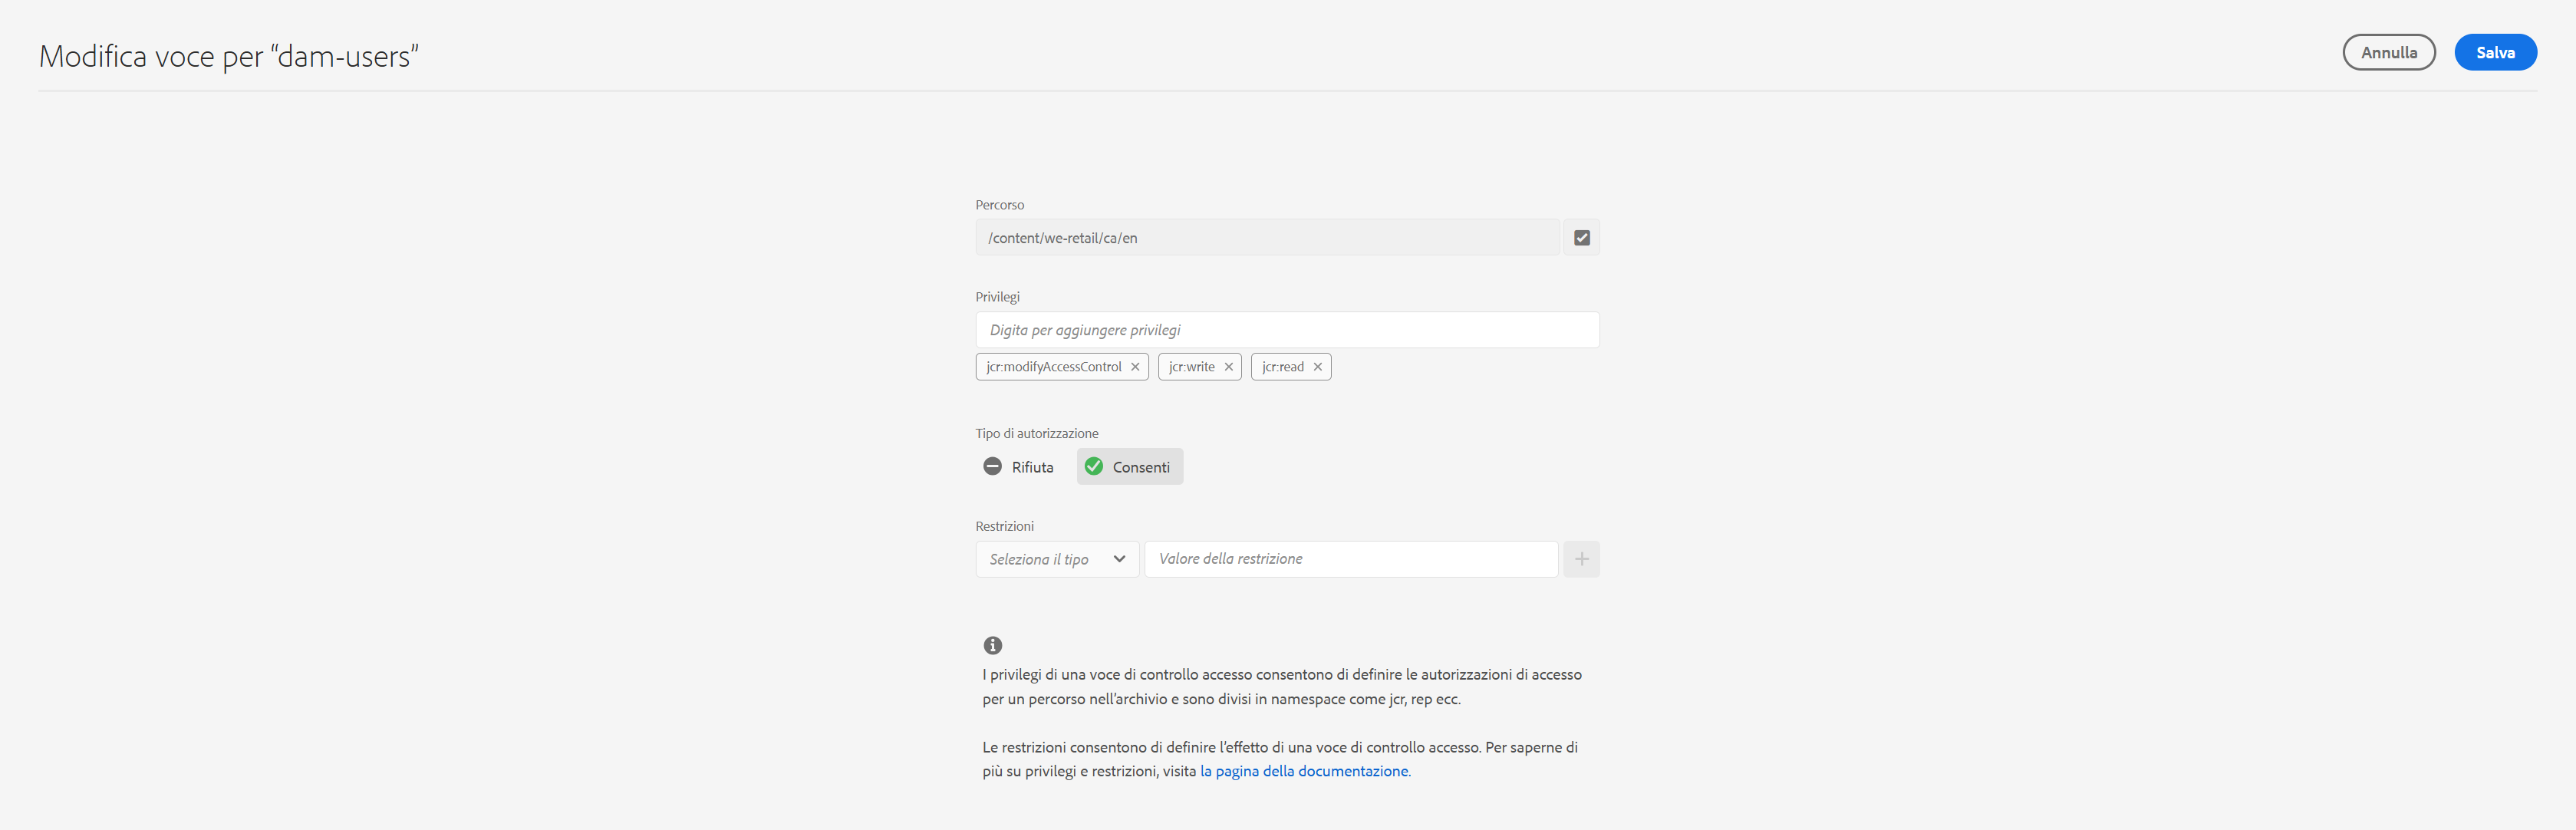 Modifica voce per “dam-users”
Annulla
Salva
Percorso
/content/we-retail/ca/en
Privilegi
Digita per aggiungere privilegi
jcr:modifyAccessControl
jcr:write
jcr:read
Tipo di autorizzazione
Rifiuta
Consenti
Restrizioni
Seleziona il tipo
Valore della restrizione
I privilegi di una voce di controllo accesso consentono di definire le autorizzazioni di accesso
per un percorso nell’archivio e sono divisi in namespace come jcr, rep ecc.
Le restrizioni consentono di definire l’effetto di una voce di controllo accesso. Per saperne di
più su privilegi e restrizioni, visita la pagina della documentazione.